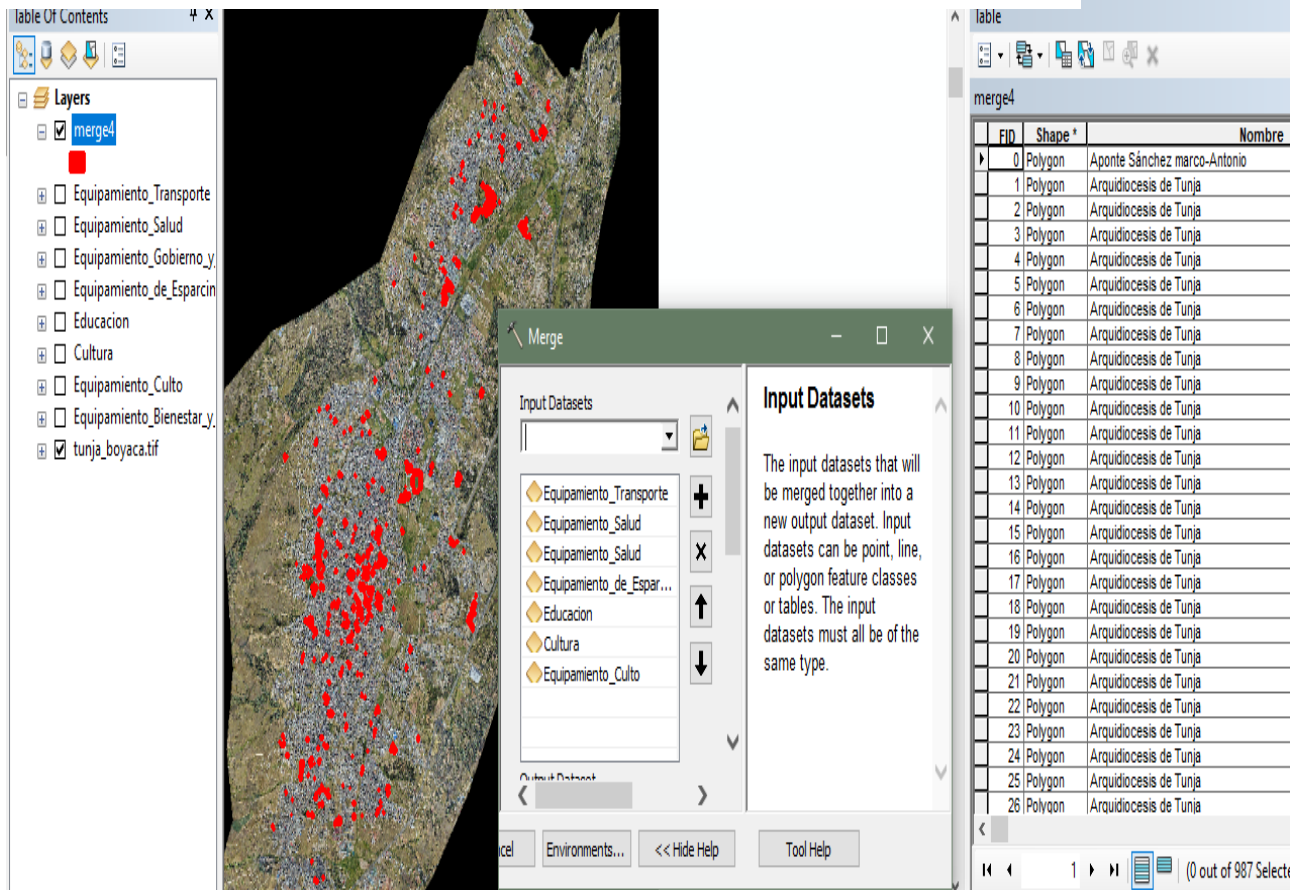 Table Of Contents
Layers
merge4
Equipamiento_Transporte
Equipamiento_Salud
Equipamiento_Gobierno_y
Equipamiento_de_Esparcin
Educacion
Cultura
Equipamiento_Culto
Equipamiento_Bienestar_y_
tunja_boyaca.tif
Merge
Input Datasets
Equipamiento_Transporte
Equipamiento_Salud
Equipamiento_Salud
Equipamiento_de_Espar...
Educacion
Cultura
Equipamiento_Culto
Output Dataset
Input Datasets
The input datasets that will
be merged together into a
new output dataset. Input
datasets can be point, line,
or polygon feature classes
or tables. The input
datasets must all be of the
same type.
cel Environments... << Hide Help Tool Help
Table
merge4
FID Shape * Nombre
0 Polygon Aponte Sánchez marco-Antonio
1 Polygon Arquidiocesis de Tunja
2 Polygon Arquidiocesis de Tunja
3 Polygon Arquidiocesis de Tunja
4 Polygon Arquidiocesis de Tunja
5 Polygon Arquidiocesis de Tunja
6 Polygon Arquidiocesis de Tunja
7 Polygon Arquidiocesis de Tunja
8 Polygon Arquidiocesis de Tunja
9 Polygon Arquidiocesis de Tunja
10 Polygon Arquidiocesis de Tunja
11 Polygon Arquidiocesis de Tunja
12 Polygon Arquidiocesis de Tunja
13 Polygon Arquidiocesis de Tunja
14 Polygon Arquidiocesis de Tunja
15 Polygon Arquidiocesis de Tunja
16 Polygon Arquidiocesis de Tunja
17 Polygon Arquidiocesis de Tunja
18 Polygon Arquidiocesis de Tunja
19 Polygon Arquidiocesis de Tunja
20 Polygon Arquidiocesis de Tunja
21 Polygon Arquidiocesis de Tunja
22 Polygon Arquidiocesis de Tunja
23 Polygon Arquidiocesis de Tunja
24 Polygon Arquidiocesis de Tunja
25 Polygon Arquidiocesis de Tunja
26 Polygon Arquidiocesis de Tunja
1 (0 out of 987 Selecte